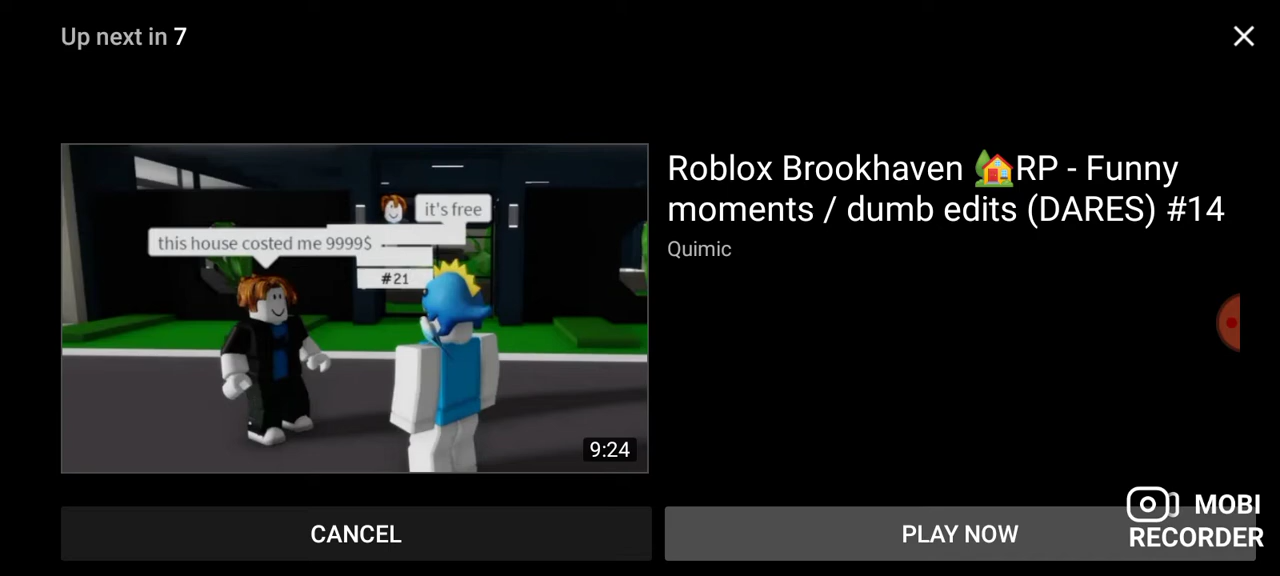 Up next in 7
it's free
this house costed me 9999$
#21
9:24
Roblox Brookhaven 🏡RP - Funny
moments / dumb edits (DARES) #14
Quimic
CANCEL
PLAY NOW
MOBI
RECORDER